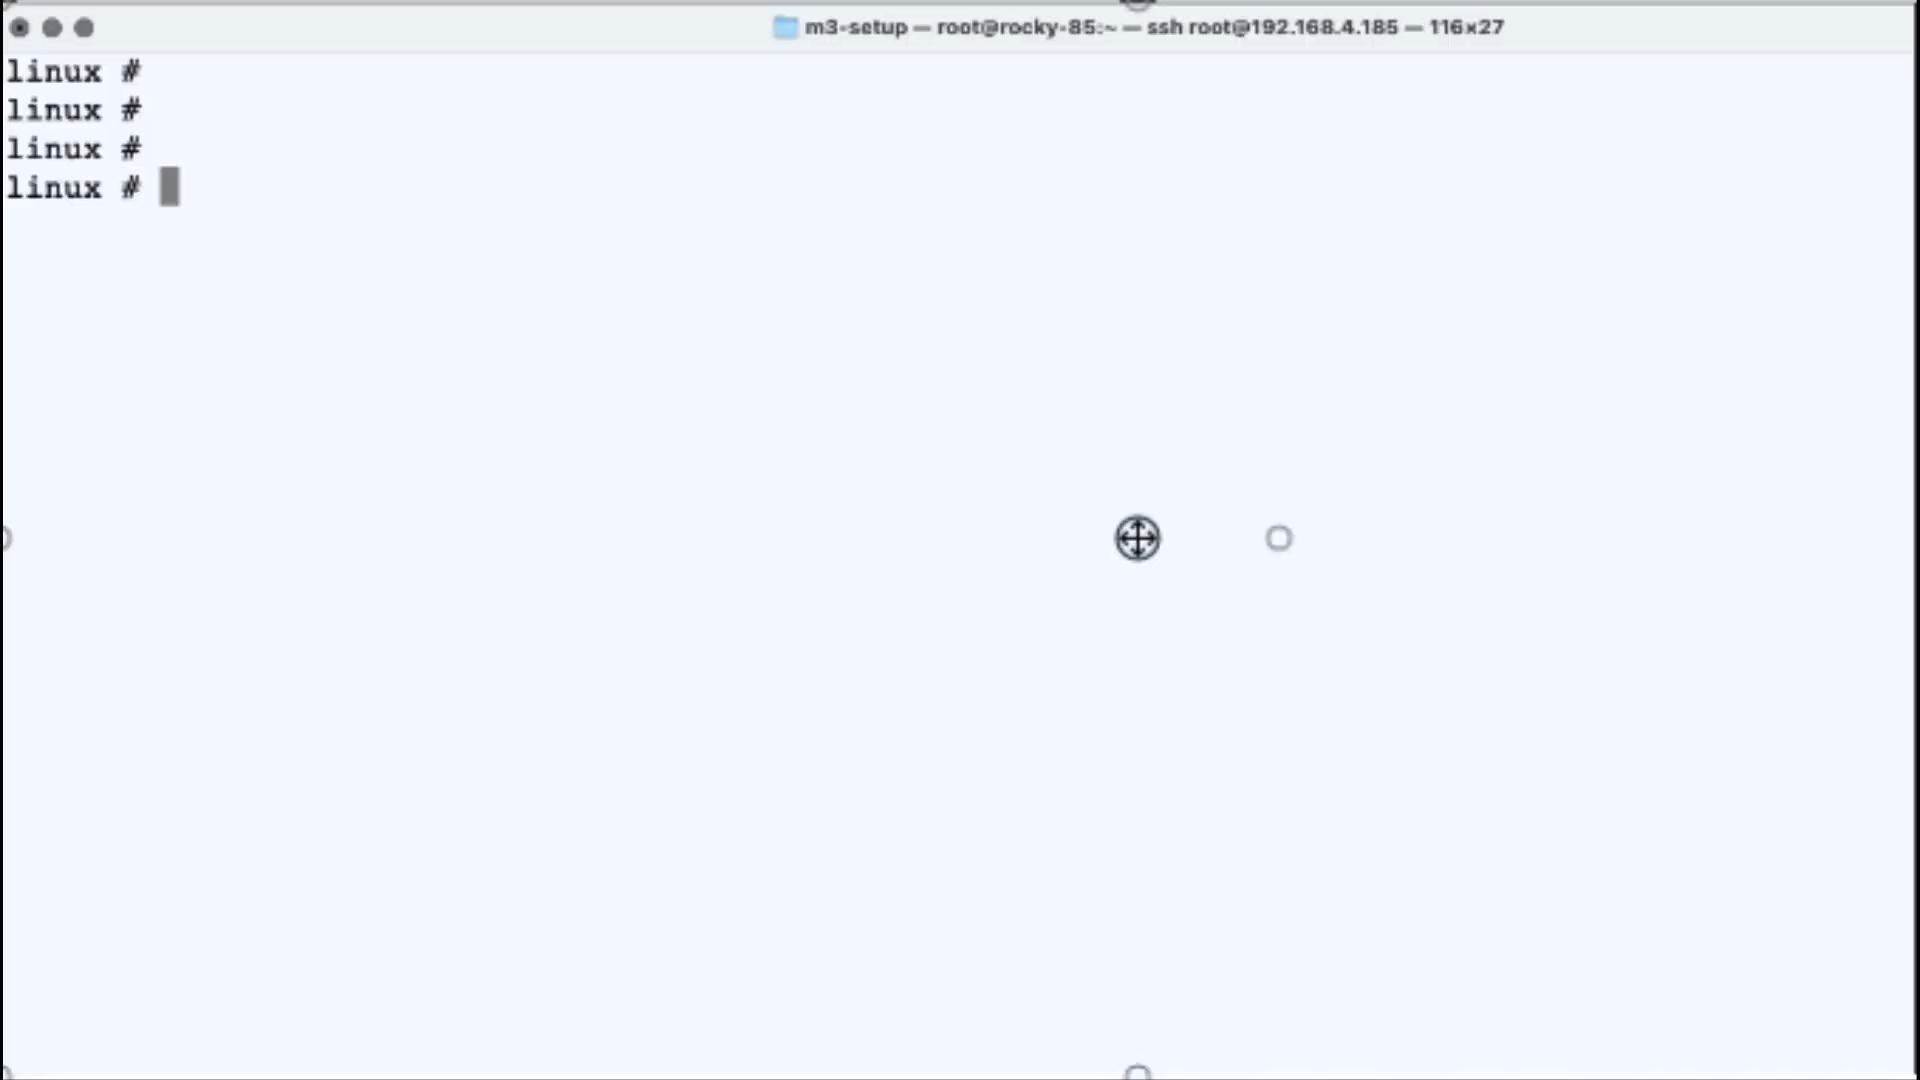 m3-setup — root@rocky-85:~ — ssh root@192.168.4.185 — 116×27
linux #
linux #
linux #
linux #